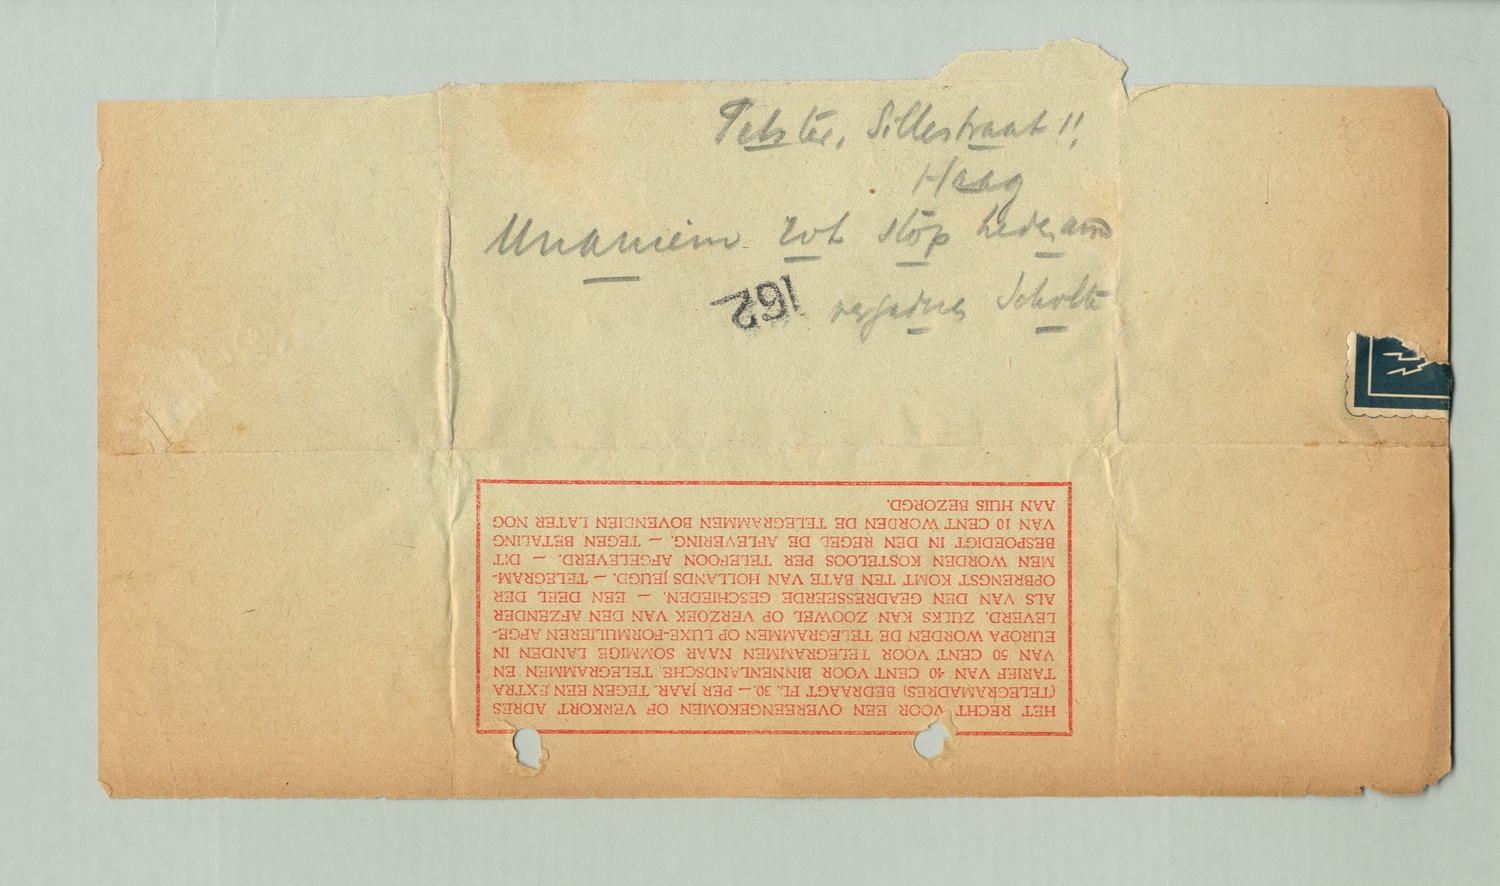 Telster, Sillestraat 11,
Haag
Unaniem zot stop hedenavond
vergadres Scholte
162
HET RECHT VOOR EEN OVEREENGEKOMEN OF VERKORT ADRES
(TELEGRAMADRES) BEDRAAGT FL. 30.— PER JAAR. TEGEN EEN EXTRA
TARIEF VAN 40 CENT VOOR BINNENLANDSCHE TELEGRAMMEN EN
VAN 50 CENT VOOR TELEGRAMMEN NAAR SOMMIGE LANDEN IN
EUROPA WORDEN DE TELEGRAMMEN OP LUXE-FORMULIEREN AFGE-
LEVERD. ZULKS KAN ZOOWEL OP VERZOEK VAN DEN AFZENDER
ALS VAN DEN GEADRESSEERDE GESCHIEDEN. — EEN DEEL DER
OPBRENGST KOMT TEN BATE VAN HOLLANDS JEUGD. — TELEGRAM-
MEN WORDEN KOSTELOOS PER TELEFOON AFGELEVERD. — DIT
BESPOEDIGT IN DEN REGEL DE AFLEVERING. — TEGEN BETALING
VAN 10 CENT WORDEN DE TELEGRAMMEN BOVENDIEN LATER NOG
AAN HUIS BEZORGD.